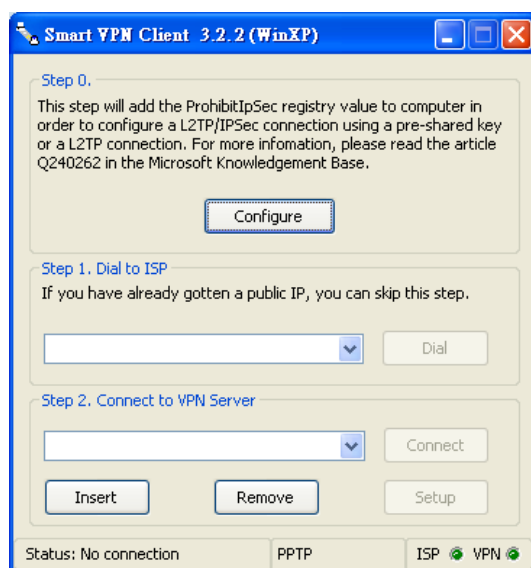 Smart VPN Client 3.2.2 (WinXP)
Step 0.
This step will add the ProhibitIpSec registry value to computer in
order to configure a L2TP/IPSec connection using a pre-shared key
or a L2TP connection. For more infomation, please read the article
Q240262 in the Microsoft Knowledgement Base.
Configure
Step 1. Dial to ISP
If you have already gotten a public IP, you can skip this step.
Dial
Step 2. Connect to VPN Server
Connect
Insert Remove Setup
Status: No connection PPTP ISP VPN